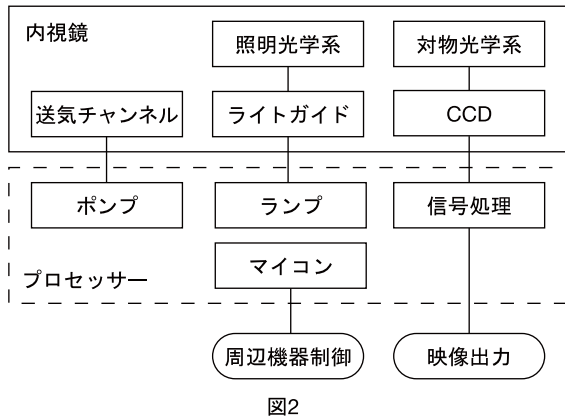 内視鏡
照明光学系
対物光学系
送気チャンネル
ライトガイド
CCD
ポンプ
ランプ
信号処理
マイコン
プロセッサー
周辺機器制御
映像出力
図2